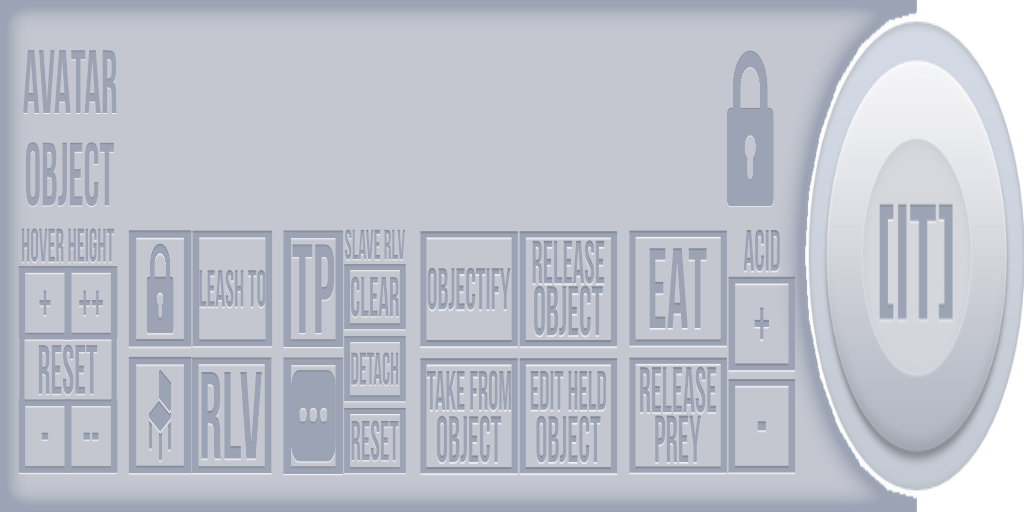 AVATAR
OBJECT
HOVER HEIGHT
+ ++
RESET
- --
LEASH TO
RLV
TP
...
SLAVE RLV
CLEAR
DETACH
RESET
OBJECTIFY
RELEASE
OBJECT
TAKE FROM
OBJECT
EDIT HELD
OBJECT
EAT
RELEASE
PREY
ACID
+
-
[IT]